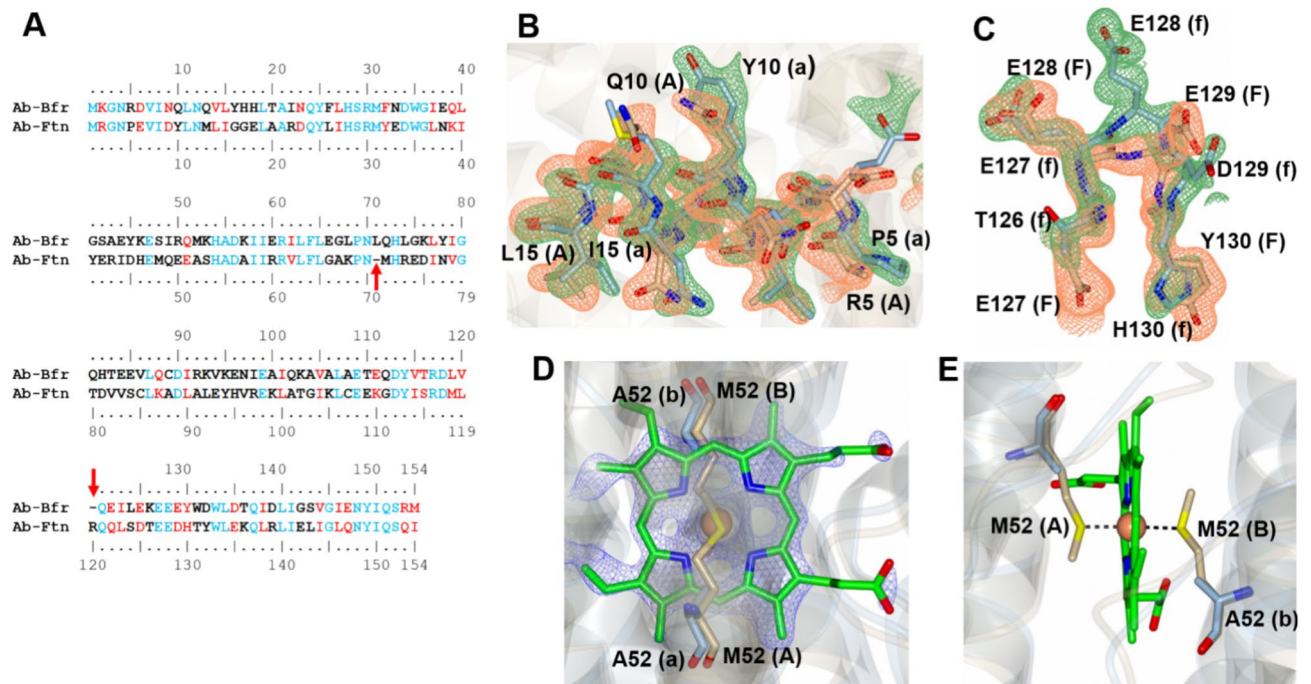 A
10 20 30 40
Ab-Bfr MKGNRDVINQLNQVLYHHLTAINQYFLHSRMFNDWGIEQL
Ab-Ftn MRGNPEVIDYLNMLIGGELAARDQYLIHSRMYEDWGLNKI
10 20 30 40
50 60 70 80
Ab-Bfr GSAEYKESIRQMKHADKIIERILFLEGLPNLQHLGKLYIG
Ab-Ftn YERIDHEMQEEASHADAIIRRVLFLGAKPN-MHREDINVG
50 60 70 79
90 100 110 120
Ab-Bfr QHTEEVLQCDIRKVKENIEAIQKAVALAETEQDYVTRDLV
Ab-Ftn TDVVSCLKADLALEYHVREKLATGIKLCEEKGDYISRDML
80 90 100 110 119
130 140 150 154
Ab-Bfr -QEILEKEEEYWDWLDTQIDLIGSVGIENYIQSRM
Ab-Ftn RQQLSDTEEDHTYWLEKQLRLIELIGLQNYIQSQI
120 130 140 150 154
B
Q10 (A)
Y10 (a)
L15 (A)
I15 (a)
P5 (a)
R5 (A)
C
E128 (f)
E128 (F)
E129 (F)
E127 (f)
D129 (f)
T126 (f)
Y130 (F)
E127 (F)
H130 (f)
D
A52 (b)
M52 (B)
A52 (a)
M52 (A)
E
M52 (A)
M52 (B)
A52 (b)